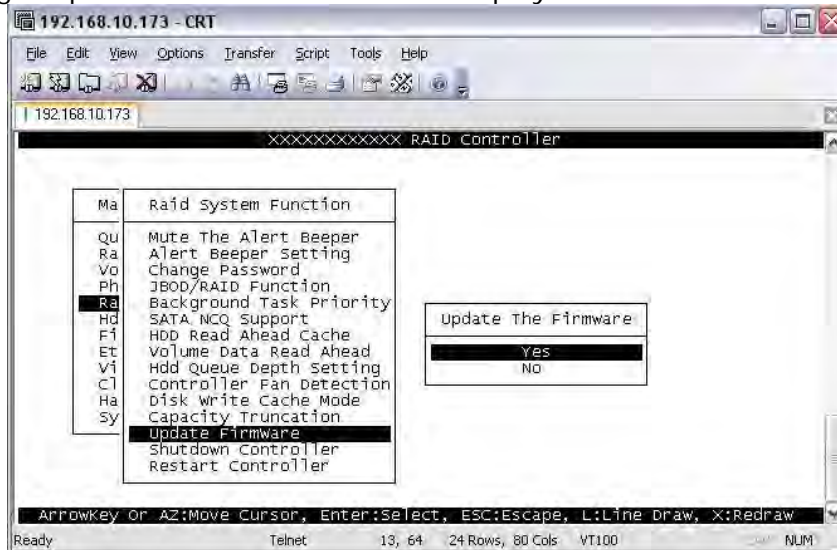 192.168.10.173 - CRT
File Edit View Options Transfer Script Tools Help
192.168.10.173
XXXXXXXXXXXX RAID Controller
Ma
Qu
Ra
Vo
Ph
Ra
Hd
Fi
Et
Vi
Cl
Ha
Sy
Raid System Function
Mute The Alert Beeper
Alert Beeper Setting
Change Password
JBOD/RAID Function
Background Task Priority
SATA NCQ Support
HDD Read Ahead Cache
Volume Data Read Ahead
Hdd Queue Depth Setting
Controller Fan Detection
Disk Write Cache Mode
Capacity Truncation
Update Firmware
Shutdown Controller
Restart Controller
Update The Firmware
Yes
No
ArrowKey Or AZ:Move Cursor, Enter:Select, ESC:Escape, L:Line Draw, X:Redraw
Ready Telnet 13, 64 24 Rows, 80 Cols VT100 NUM